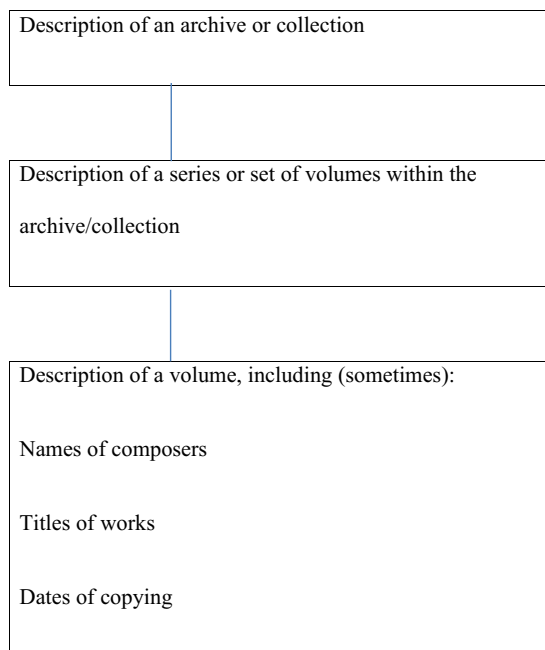 Description of an archive or collection
Description of a series or set of volumes within the
archive/collection
Description of a volume, including (sometimes):
Names of composers
Titles of works
Dates of copying